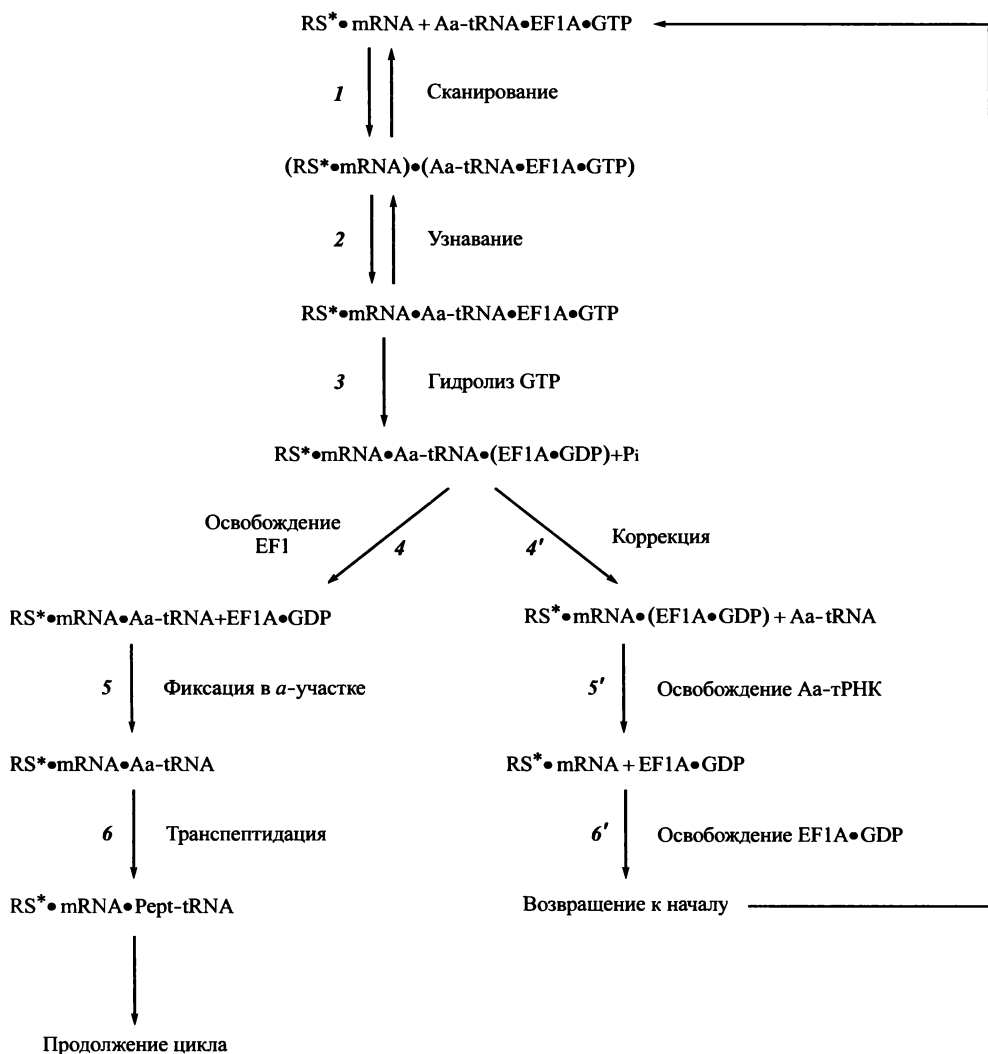 RS*•mRNA + Aa-tRNA•EF1A•GTP
1 Сканирование
(RS*•mRNA)•(Aa-tRNA•EF1A•GTP)
2 Узнавание
RS*•mRNA•Aa-tRNA•EF1A•GTP
3 Гидролиз GTP
RS*•mRNA•Aa-tRNA•(EF1A•GDP)+Pi
Освобождение
EF1
4
4′ Коррекция
RS*•mRNA•Aa-tRNA+EF1A•GDP
RS*•mRNA•(EF1A•GDP) + Aa-tRNA
5 Фиксация в а-участке
5′ Освобождение Аа-тРНК
RS*•mRNA•Aa-tRNA
RS*•mRNA + EF1A•GDP
6 Транспептидация
6′ Освобождение EF1A•GDP
RS*•mRNA•Pept-tRNA
Возвращение к началу
Продолжение цикла